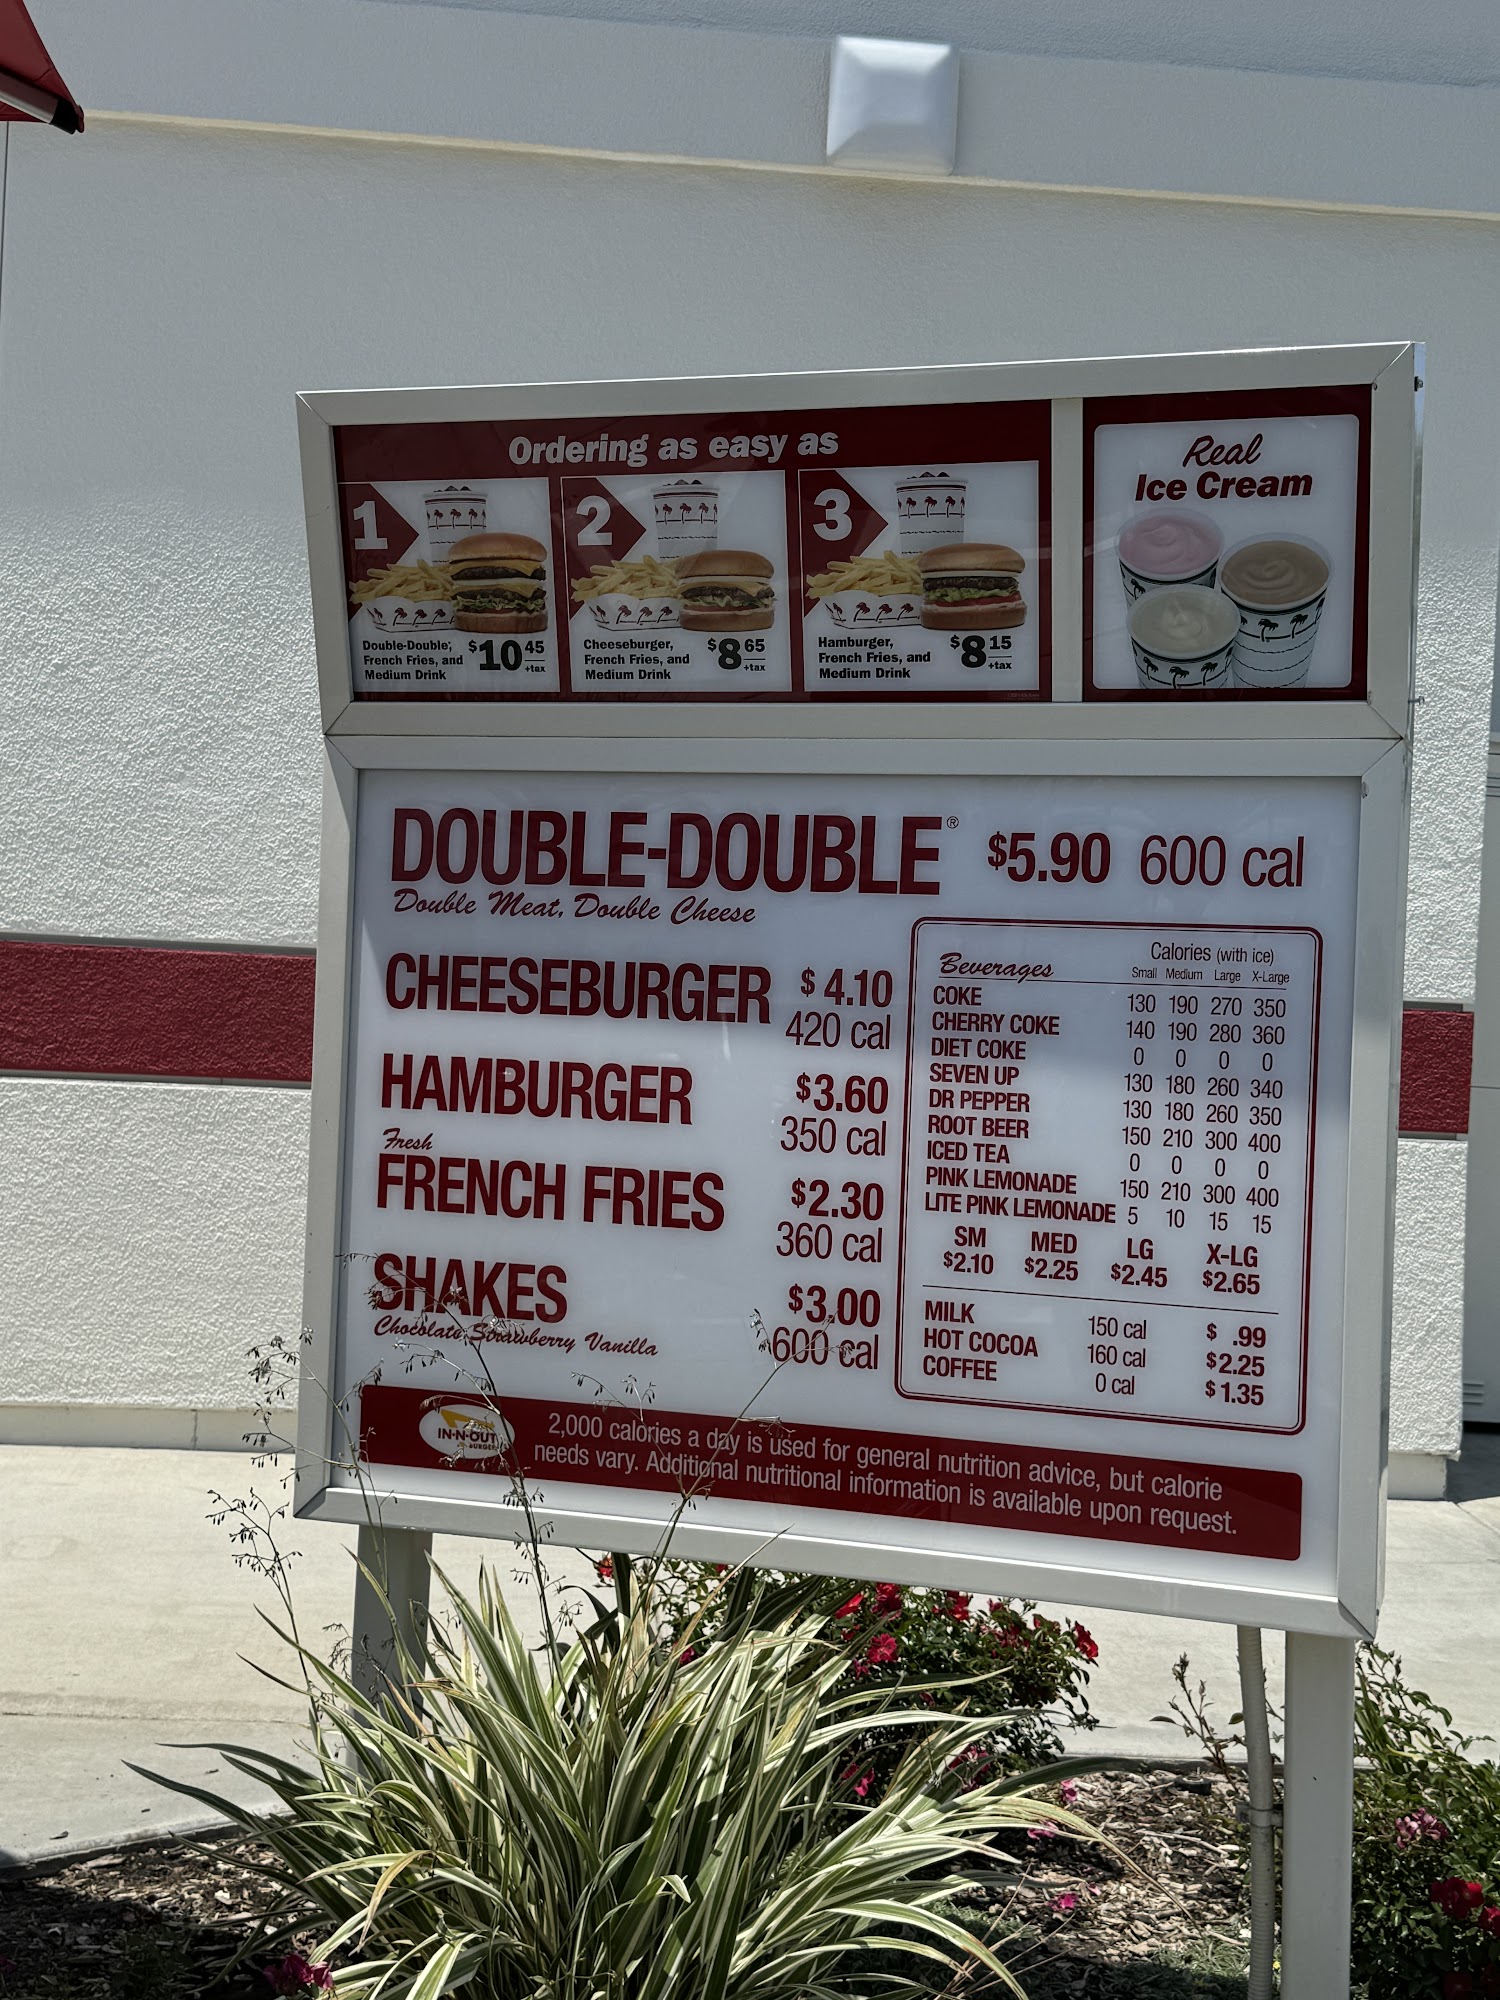 Ordering as easy as
1
Double-Double,®
French Fries, and
Medium Drink
$10 45
+tax
2
Cheeseburger,
French Fries, and
Medium Drink
$8 65
+tax
3
Hamburger,
French Fries, and
Medium Drink
$8 15
+tax
Real
Ice Cream
DOUBLE-DOUBLE® $5.90 600 cal
Double Meat, Double Cheese
CHEESEBURGER $4.10
420 cal
HAMBURGER $3.60
350 cal
Fresh
FRENCH FRIES $2.30
360 cal
SHAKES $3.00
Chocolate Strawberry Vanilla 600 cal
Beverages Calories (with ice)
Small Medium Large X-Large
COKE 130 190 270 350
CHERRY COKE 140 190 280 360
DIET COKE 0 0 0 0
SEVEN UP 130 180 260 340
DR PEPPER 130 180 260 350
ROOT BEER 150 210 300 400
ICED TEA 0 0 0 0
PINK LEMONADE 150 210 300 400
LITE PINK LEMONADE 5 10 15 15
SM MED LG X-LG
$2.10 $2.25 $2.45 $2.65
MILK 150 cal $ .99
HOT COCOA 160 cal $2.25
COFFEE 0 cal $1.35
IN-N-OUT
BURGER
2,000 calories a day is used for general nutrition advice, but calorie
needs vary. Additional nutritional information is available upon request.